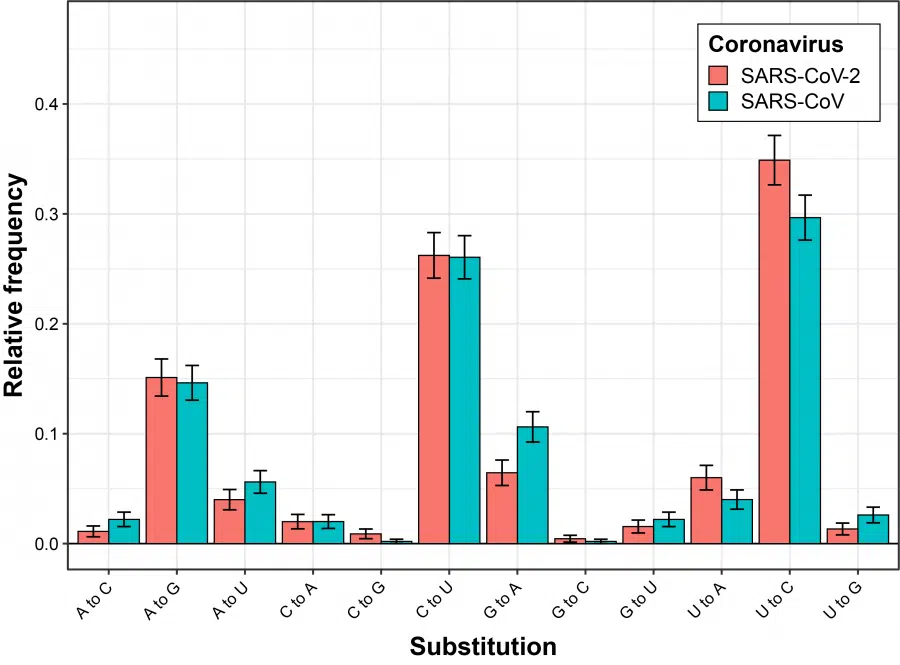 Coronavirus
SARS-CoV-2
SARS-CoV
Relative frequency
0.4
0.3
0.2
0.1
0.0
A to C
A to G
A to U
C to A
C to G
C to U
G to A
G to C
G to U
U to A
U to C
U to G
Substitution